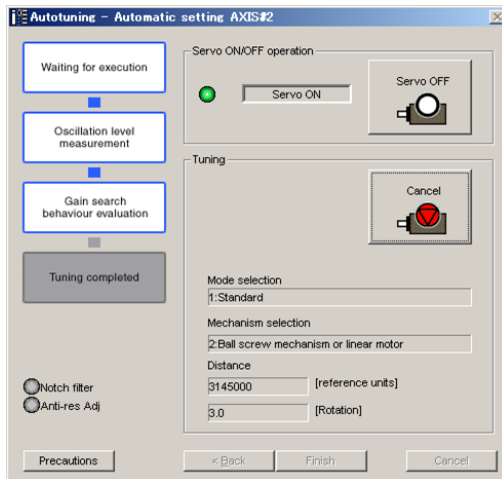 Autotuning - Automatic setting AXIS#2
Waiting for execution
Oscillation level
measurement
Gain search
behaviour evaluation
Tuning completed
Notch filter
Anti-res Adj
Precautions
Servo ON/OFF operation
Servo ON
Servo OFF
Tuning
Cancel
Mode selection
1:Standard
Mechanism selection
2:Ball screw mechanism or linear motor
Distance
3145000 [reference units]
3.0 [Rotation]
< Back Finish Cancel